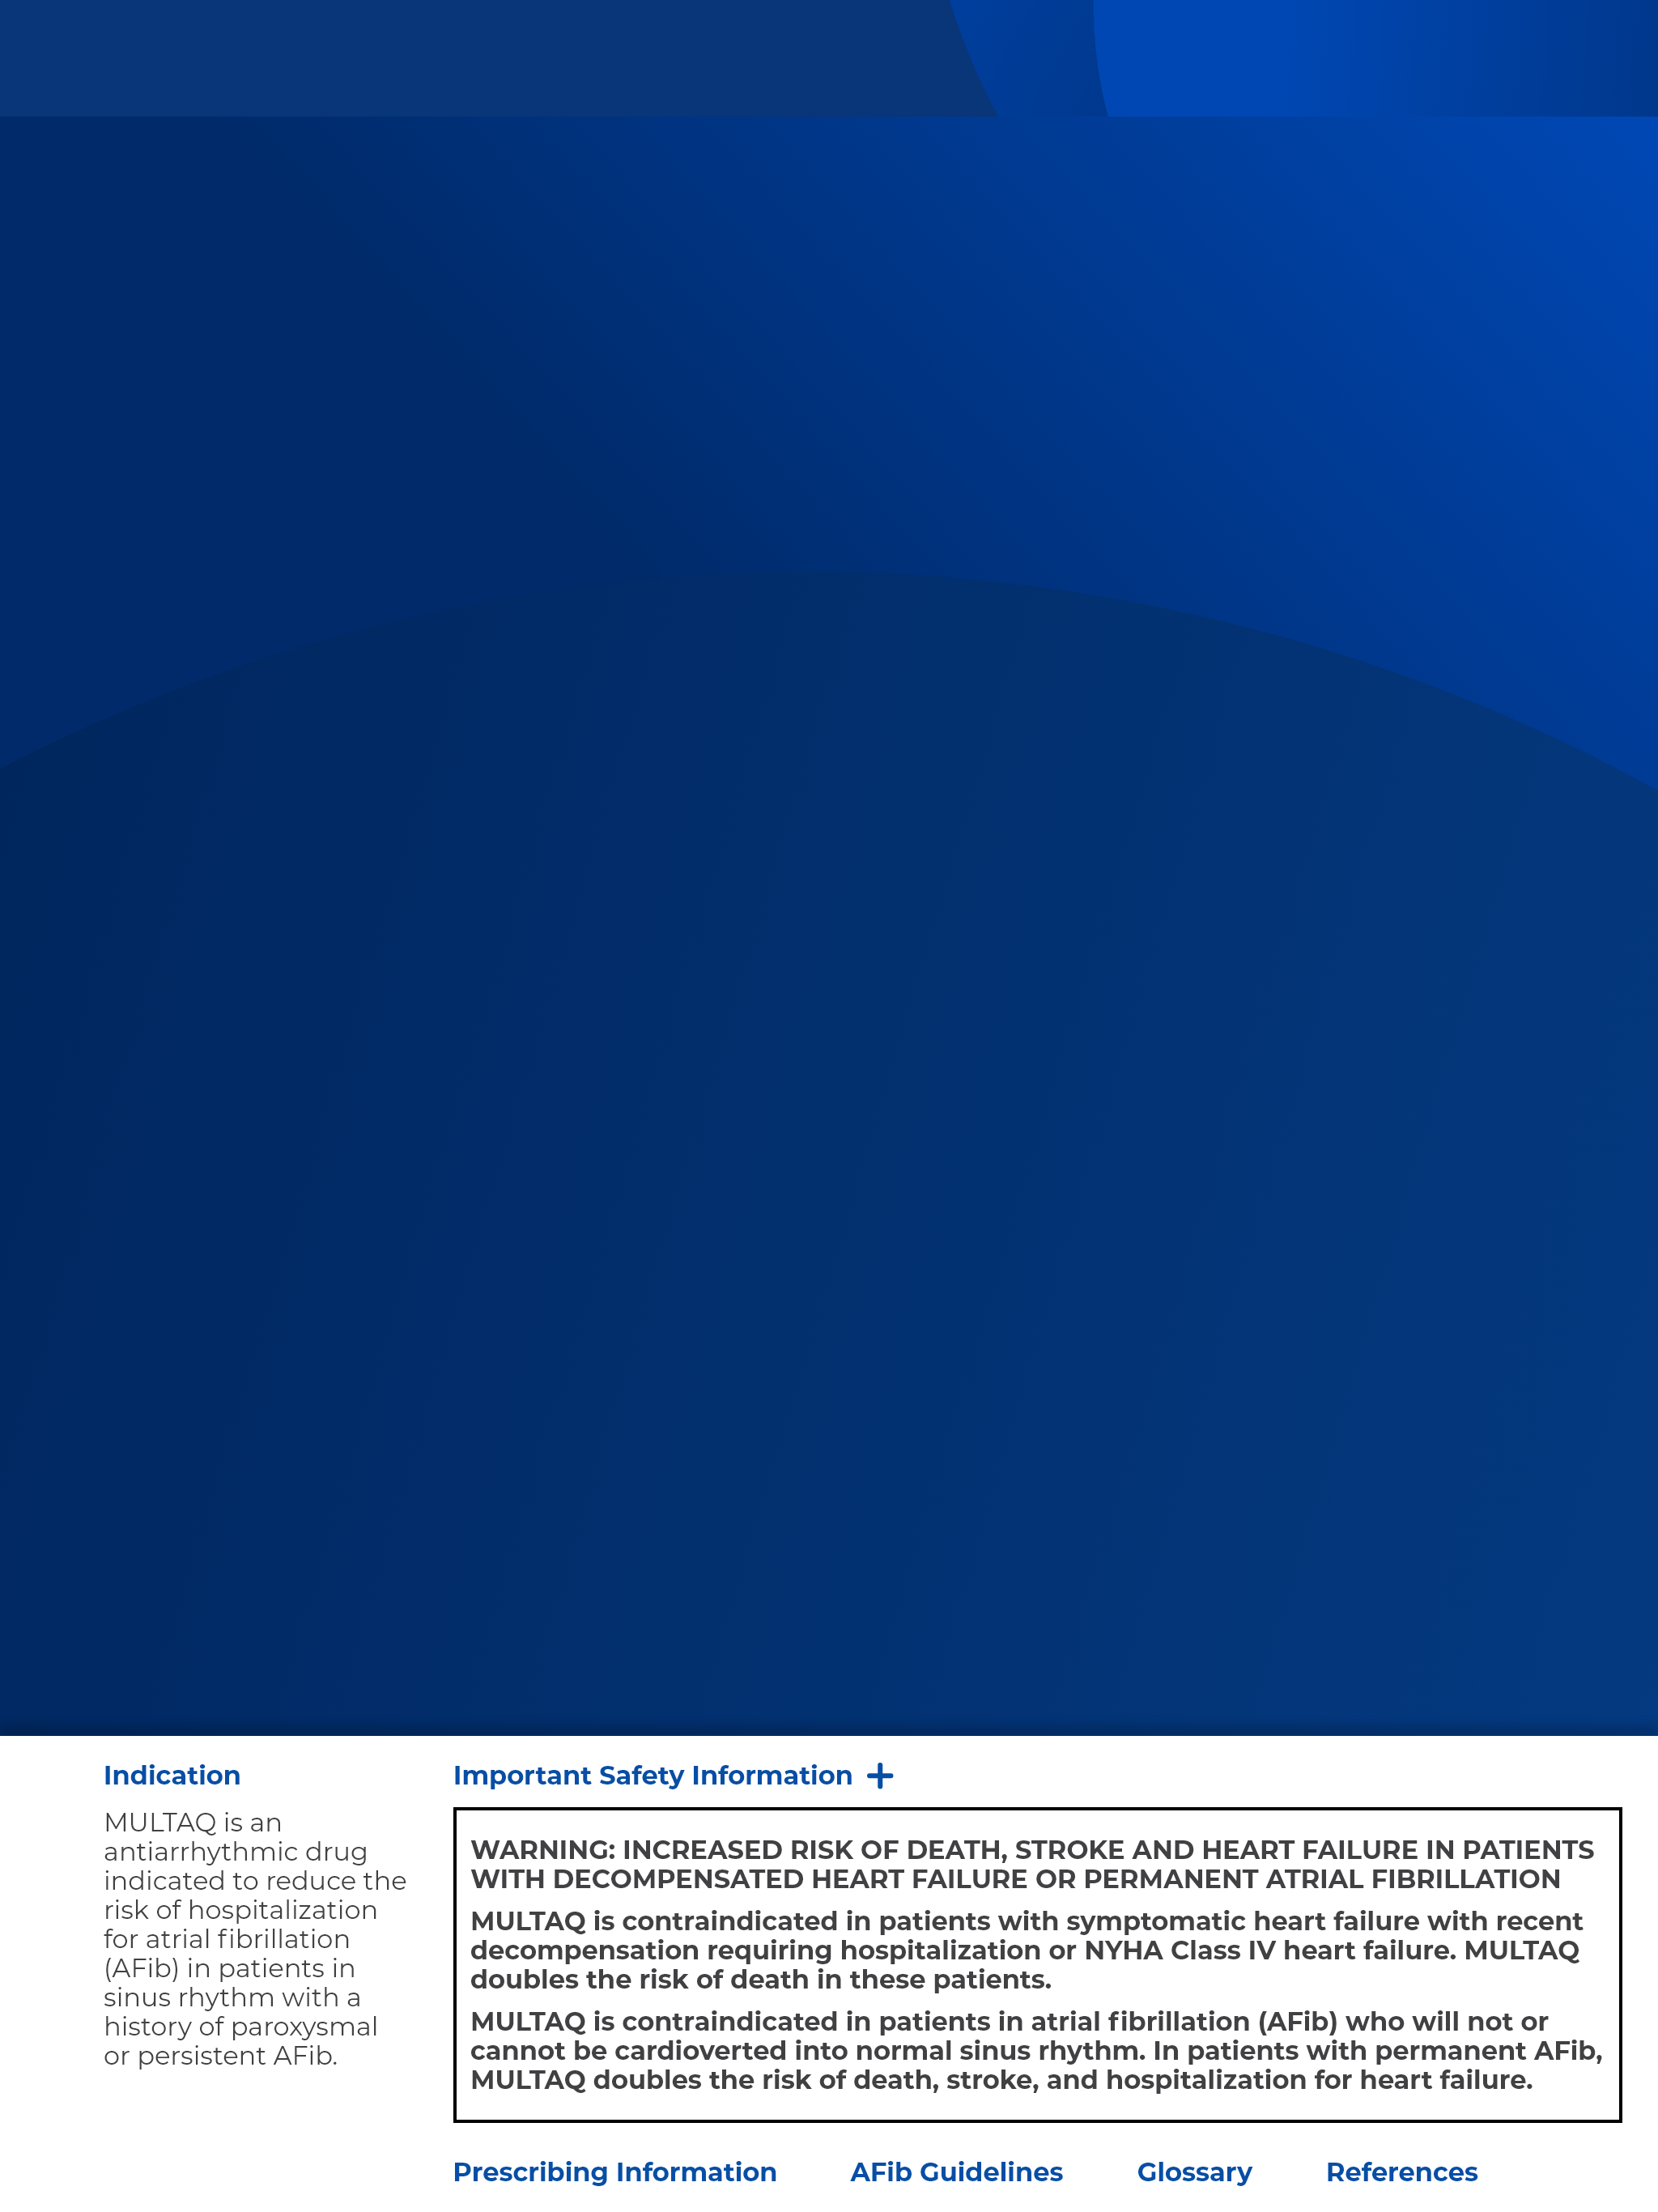 Indication
MULTAQ is an
antiarrhythmic drug
indicated to reduce the
risk of hospitalization
for atrial fibrillation
(AFib) in patients in
sinus rhythm with a
history of paroxysmal
or persistent AFib.
Important Safety Information +
WARNING: INCREASED RISK OF DEATH, STROKE AND HEART FAILURE IN PATIENTS
WITH DECOMPENSATED HEART FAILURE OR PERMANENT ATRIAL FIBRILLATION
MULTAQ is contraindicated in patients with symptomatic heart failure with recent
decompensation requiring hospitalization or NYHA Class IV heart failure. MULTAQ
doubles the risk of death in these patients.
MULTAQ is contraindicated in patients in atrial fibrillation (AFib) who will not or
cannot be cardioverted into normal sinus rhythm. In patients with permanent AFib,
MULTAQ doubles the risk of death, stroke, and hospitalization for heart failure.
Prescribing Information AFib Guidelines Glossary References